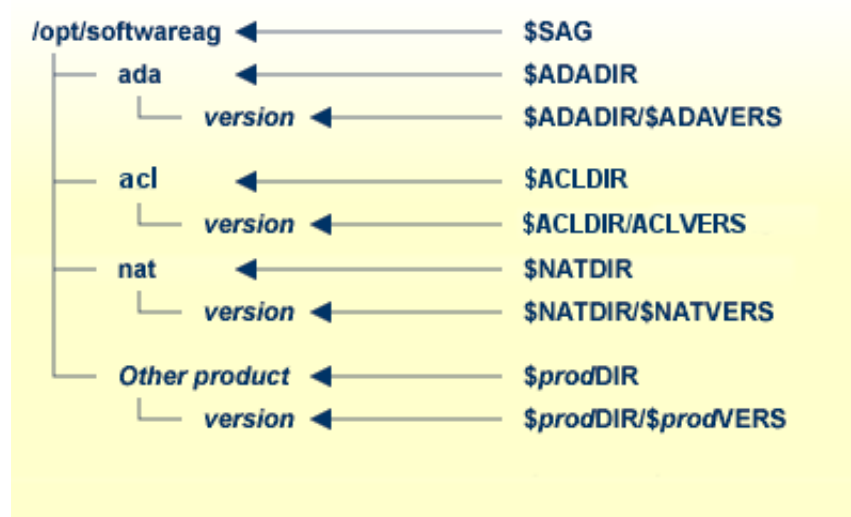 /opt/softwareag $SAG
ada $ADADIR
version $ADADIR/$ADAVERS
acl $ACLDIR
version $ACLDIR/ACLVERS
nat $NATDIR
version $NATDIR/$NATVERS
Other product $prodDIR
version $prodDIR/$prodVERS